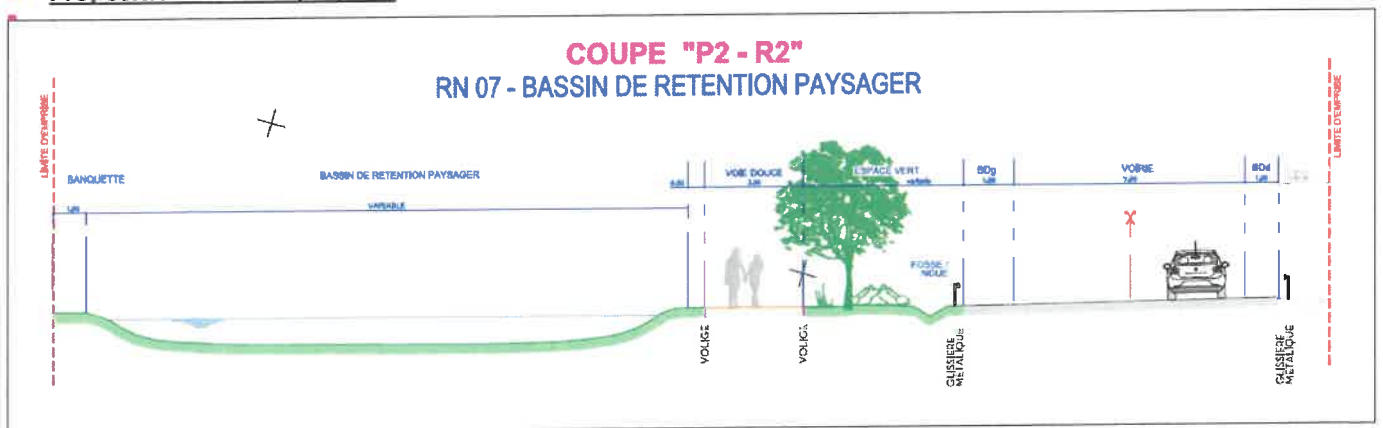 COUPE "P2 - R2"
RN 07 - BASSIN DE RETENTION PAYSAGER
LIMITE D'EMPRISE
LIMITE D'EMPRISE
BANQUETTE
BASSIN DE RETENTION PAYSAGER
VOIE DOUCE
ESPACE VERT
BDg
VOIRIE
BDd
VARIABLE
FOSSE /
NOUE
VOLIGE
VOLIGE
GLISSIERE
METALIQUE
GLISSIERE
METALIQUE